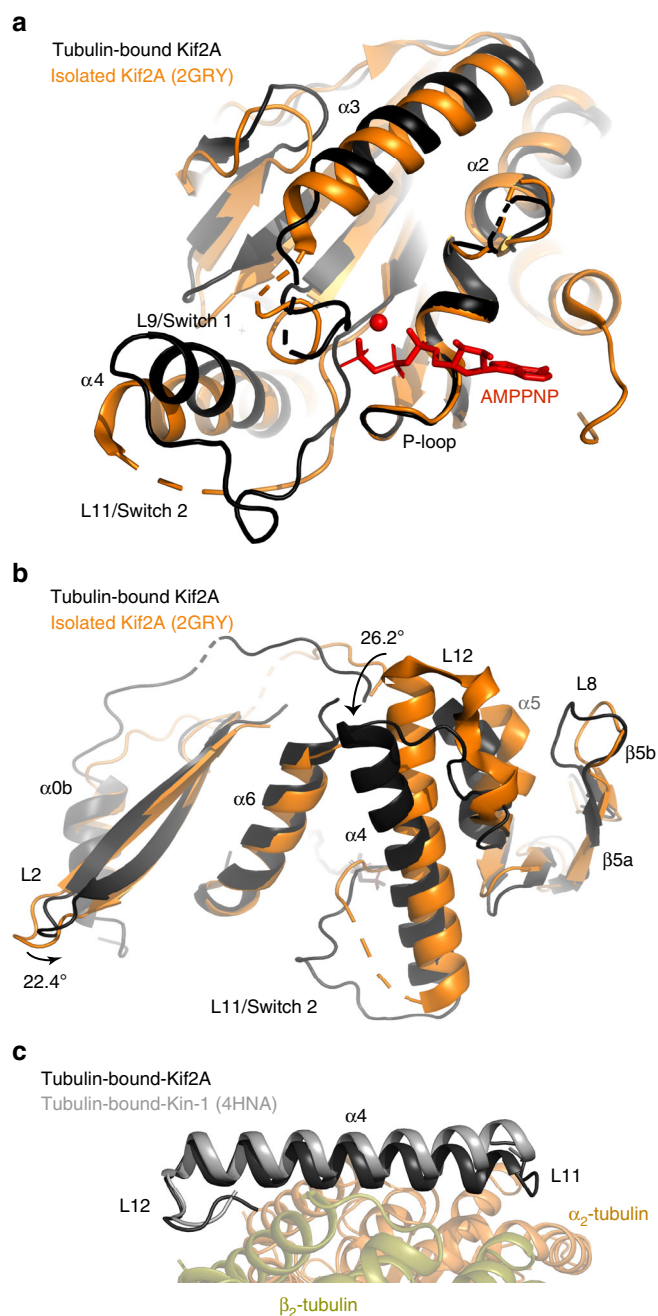 a
Tubulin-bound Kif2A
Isolated Kif2A (2GRY)
α3
α2
L9/Switch 1
α4
AMPPNP
P-loop
L11/Switch 2
b
Tubulin-bound Kif2A
Isolated Kif2A (2GRY)
26.2°
L12
L8
α5
β5b
α0b
α6
α4
β5a
L2
22.4°
L11/Switch 2
c
Tubulin-bound-Kif2A
Tubulin-bound-Kin-1 (4HNA)
α4
L12
L11
α₂-tubulin
β₂-tubulin